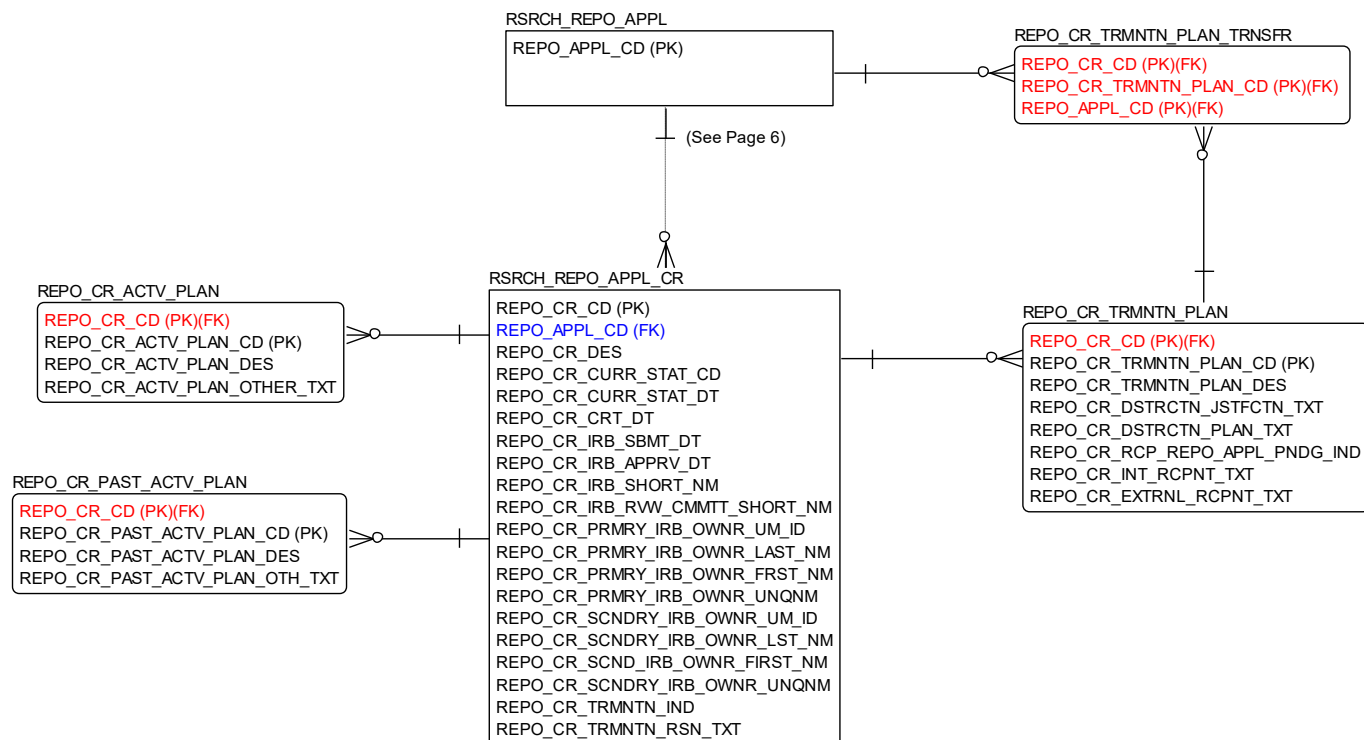 RSRCH_REPO_APPL
REPO_APPL_CD (PK)
(See Page 6)
REPO_CR_TRMNTN_PLAN_TRNSFR
REPO_CR_CD (PK)(FK)
REPO_CR_TRMNTN_PLAN_CD (PK)(FK)
REPO_APPL_CD (PK)(FK)
REPO_CR_ACTV_PLAN
REPO_CR_CD (PK)(FK)
REPO_CR_ACTV_PLAN_CD (PK)
REPO_CR_ACTV_PLAN_DES
REPO_CR_ACTV_PLAN_OTHER_TXT
REPO_CR_PAST_ACTV_PLAN
REPO_CR_CD (PK)(FK)
REPO_CR_PAST_ACTV_PLAN_CD (PK)
REPO_CR_PAST_ACTV_PLAN_DES
REPO_CR_PAST_ACTV_PLAN_OTH_TXT
RSRCH_REPO_APPL_CR
REPO_CR_CD (PK)
REPO_APPL_CD (FK)
REPO_CR_DES
REPO_CR_CURR_STAT_CD
REPO_CR_CURR_STAT_DT
REPO_CR_CRT_DT
REPO_CR_IRB_SBMT_DT
REPO_CR_IRB_APPRV_DT
REPO_CR_IRB_SHORT_NM
REPO_CR_IRB_RVW_CMMTT_SHORT_NM
REPO_CR_PRMRY_IRB_OWNR_UM_ID
REPO_CR_PRMRY_IRB_OWNR_LAST_NM
REPO_CR_PRMRY_IRB_OWNR_FRST_NM
REPO_CR_PRMRY_IRB_OWNR_UNQNM
REPO_CR_SCNDRY_IRB_OWNR_UM_ID
REPO_CR_SCNDRY_IRB_OWNR_LST_NM
REPO_CR_SCND_IRB_OWNR_FIRST_NM
REPO_CR_SCNDRY_IRB_OWNR_UNQNM
REPO_CR_TRMNTN_IND
REPO_CR_TRMNTN_RSN_TXT
REPO_CR_TRMNTN_PLAN
REPO_CR_CD (PK)(FK)
REPO_CR_TRMNTN_PLAN_CD (PK)
REPO_CR_TRMNTN_PLAN_DES
REPO_CR_DSTRCTN_JSTFCTN_TXT
REPO_CR_DSTRCTN_PLAN_TXT
REPO_CR_RCP_REPO_APPL_PNDG_IND
REPO_CR_INT_RCPNT_TXT
REPO_CR_EXTRNL_RCPNT_TXT